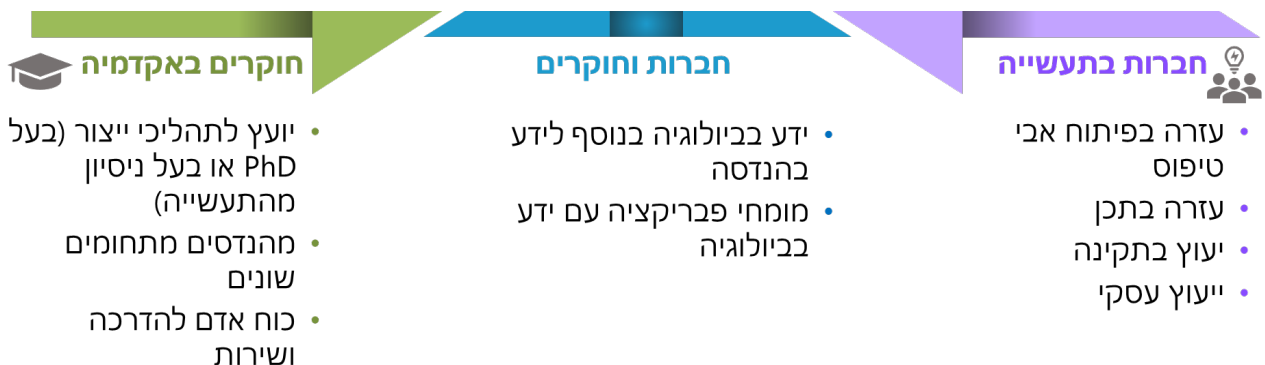 חברות בתעשייה
• עזרה בפיתוח אבי
טיפוס
• עזרה בתכן
• יעוץ בתקינה
• ייעוץ עסקי
חברות וחוקרים
• ידע בביולוגיה בנוסף לידע
בהנדסה
• מומחי פבריקציה עם ידע
בביולוגיה
חוקרים באקדמיה
• יועץ לתהליכי ייצור (בעל
PhD או בעל ניסיון
מהתעשייה)
• מהנדסים מתחומים
שונים
• כוח אדם להדרכה
ושירות